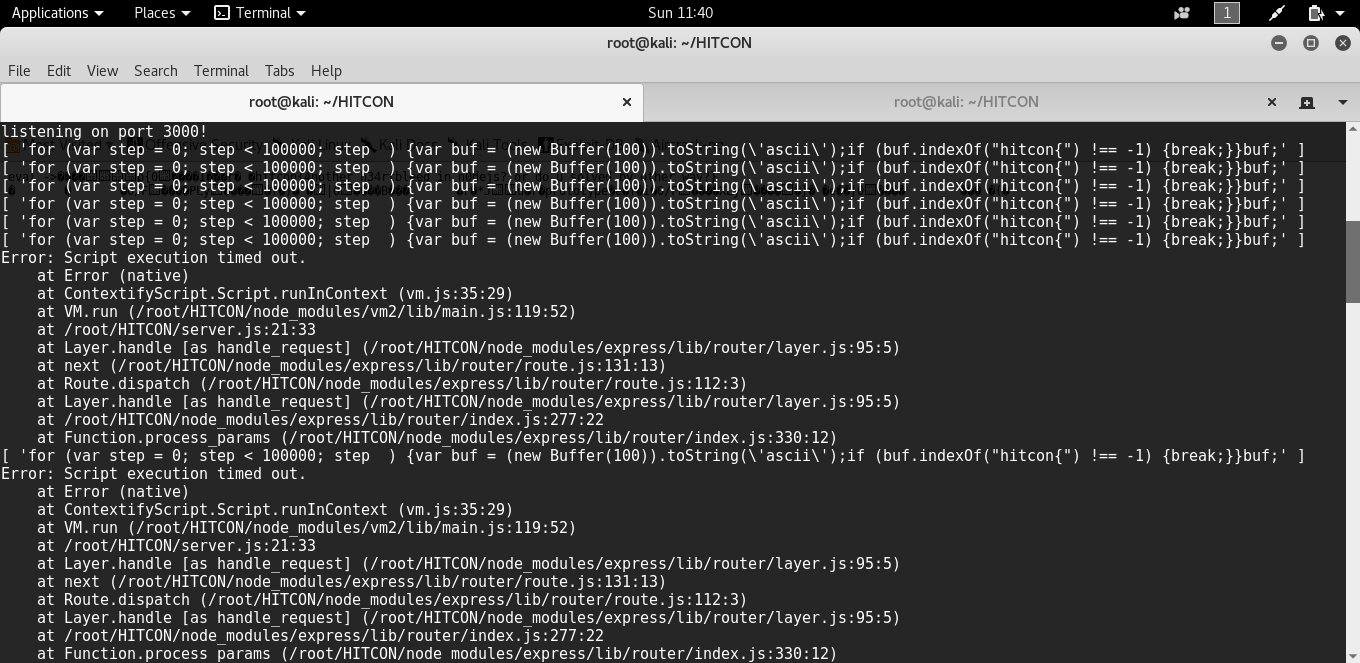 Applications Places Terminal Sun 11:40 1
root@kali: ~/HITCON
File Edit View Search Terminal Tabs Help
root@kali: ~/HITCON root@kali: ~/HITCON
listening on port 3000!
[ 'for (var step = 0; step < 100000; step  ) {var buf = (new Buffer(100)).toString(\'ascii\');if (buf.indexOf("hitcon{") !== -1) {break;}}buf;' ]
[ 'for (var step = 0; step < 100000; step  ) {var buf = (new Buffer(100)).toString(\'ascii\');if (buf.indexOf("hitcon{") !== -1) {break;}}buf;' ]
[ 'for (var step = 0; step < 100000; step  ) {var buf = (new Buffer(100)).toString(\'ascii\');if (buf.indexOf("hitcon{") !== -1) {break;}}buf;' ]
[ 'for (var step = 0; step < 100000; step  ) {var buf = (new Buffer(100)).toString(\'ascii\');if (buf.indexOf("hitcon{") !== -1) {break;}}buf;' ]
[ 'for (var step = 0; step < 100000; step  ) {var buf = (new Buffer(100)).toString(\'ascii\');if (buf.indexOf("hitcon{") !== -1) {break;}}buf;' ]
[ 'for (var step = 0; step < 100000; step  ) {var buf = (new Buffer(100)).toString(\'ascii\');if (buf.indexOf("hitcon{") !== -1) {break;}}buf;' ]
Error: Script execution timed out.
    at Error (native)
    at ContextifyScript.Script.runInContext (vm.js:35:29)
    at VM.run (/root/HITCON/node_modules/vm2/lib/main.js:119:52)
    at /root/HITCON/server.js:21:33
    at Layer.handle [as handle_request] (/root/HITCON/node_modules/express/lib/router/layer.js:95:5)
    at next (/root/HITCON/node_modules/express/lib/router/route.js:131:13)
    at Route.dispatch (/root/HITCON/node_modules/express/lib/router/route.js:112:3)
    at Layer.handle [as handle_request] (/root/HITCON/node_modules/express/lib/router/layer.js:95:5)
    at /root/HITCON/node_modules/express/lib/router/index.js:277:22
    at Function.process_params (/root/HITCON/node_modules/express/lib/router/index.js:330:12)
[ 'for (var step = 0; step < 100000; step  ) {var buf = (new Buffer(100)).toString(\'ascii\');if (buf.indexOf("hitcon{") !== -1) {break;}}buf;' ]
Error: Script execution timed out.
    at Error (native)
    at ContextifyScript.Script.runInContext (vm.js:35:29)
    at VM.run (/root/HITCON/node_modules/vm2/lib/main.js:119:52)
    at /root/HITCON/server.js:21:33
    at Layer.handle [as handle_request] (/root/HITCON/node_modules/express/lib/router/layer.js:95:5)
    at next (/root/HITCON/node_modules/express/lib/router/route.js:131:13)
    at Route.dispatch (/root/HITCON/node_modules/express/lib/router/route.js:112:3)
    at Layer.handle [as handle_request] (/root/HITCON/node_modules/express/lib/router/layer.js:95:5)
    at /root/HITCON/node_modules/express/lib/router/index.js:277:22
    at Function.process_params (/root/HITCON/node_modules/express/lib/router/index.js:330:12)